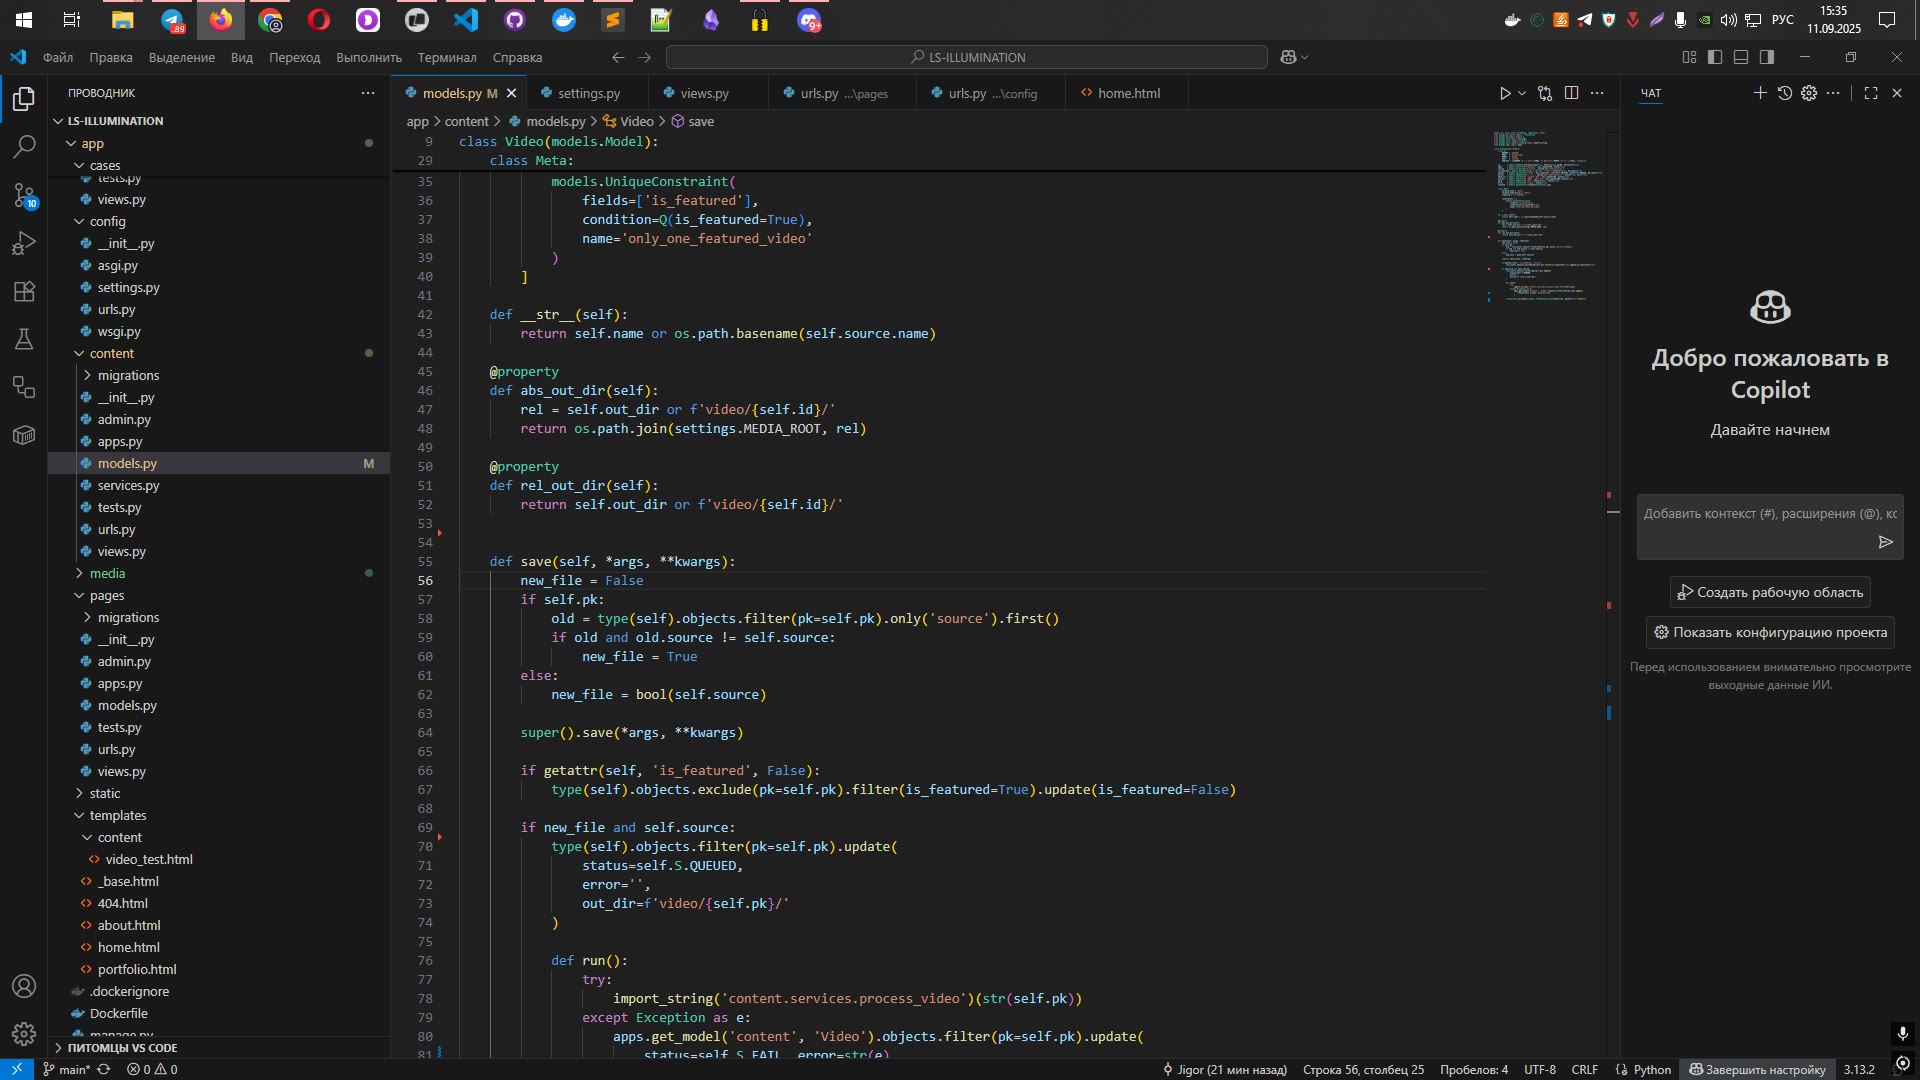 .89
9+
РУС
15:35
11.09.2025
Файл Правка Выделение Вид Переход Выполнить Терминал Справка
LS-ILLUMINATION
ПРОВОДНИК
LS-ILLUMINATION
app
cases
tests.py
views.py
config
__init__.py
asgi.py
settings.py
urls.py
wsgi.py
content
migrations
__init__.py
admin.py
apps.py
models.py M
services.py
tests.py
urls.py
views.py
media
pages
migrations
__init__.py
admin.py
apps.py
models.py
tests.py
urls.py
views.py
static
templates
content
video_test.html
_base.html
404.html
about.html
home.html
portfolio.html
.dockerignore
Dockerfile
manage.py
ПИТОМЦЫ VS CODE
10
models.py M settings.py views.py urls.py ...\pages urls.py ...\config home.html
app > content > models.py > Video > save
9 class Video(models.Model):
29 class Meta:
35 models.UniqueConstraint(
36 fields=['is_featured'],
37 condition=Q(is_featured=True),
38 name='only_one_featured_video'
39 )
40 ]
41
42 def __str__(self):
43 return self.name or os.path.basename(self.source.name)
44
45 @property
46 def abs_out_dir(self):
47 rel = self.out_dir or f'video/{self.id}/'
48 return os.path.join(settings.MEDIA_ROOT, rel)
49
50 @property
51 def rel_out_dir(self):
52 return self.out_dir or f'video/{self.id}/'
53
54
55 def save(self, *args, **kwargs):
56 new_file = False
57 if self.pk:
58 old = type(self).objects.filter(pk=self.pk).only('source').first()
59 if old and old.source != self.source:
60 new_file = True
61 else:
62 new_file = bool(self.source)
63
64 super().save(*args, **kwargs)
65
66 if getattr(self, 'is_featured', False):
67 type(self).objects.exclude(pk=self.pk).filter(is_featured=True).update(is_featured=False)
68
69 if new_file and self.source:
70 type(self).objects.filter(pk=self.pk).update(
71 status=self.S.QUEUED,
72 error='',
73 out_dir=f'video/{self.pk}/'
74 )
75
76 def run():
77 try:
78 import_string('content.services.process_video')(str(self.pk))
79 except Exception as e:
80 apps.get_model('content', 'Video').objects.filter(pk=self.pk).update(
81 status=self.S.FAIL, error=str(e)
ЧАТ
Добро пожаловать в
Copilot
Давайте начнем
Добавить контекст (#), расширения (@), кс
Создать рабочую область
Показать конфигурацию проекта
Перед использованием внимательно просмотрите
выходные данные ИИ.
main* 0 0 Jigor (21 мин назад) Строка 56, столбец 25 Пробелов: 4 UTF-8 CRLF Python Завершить настройку 3.13.2